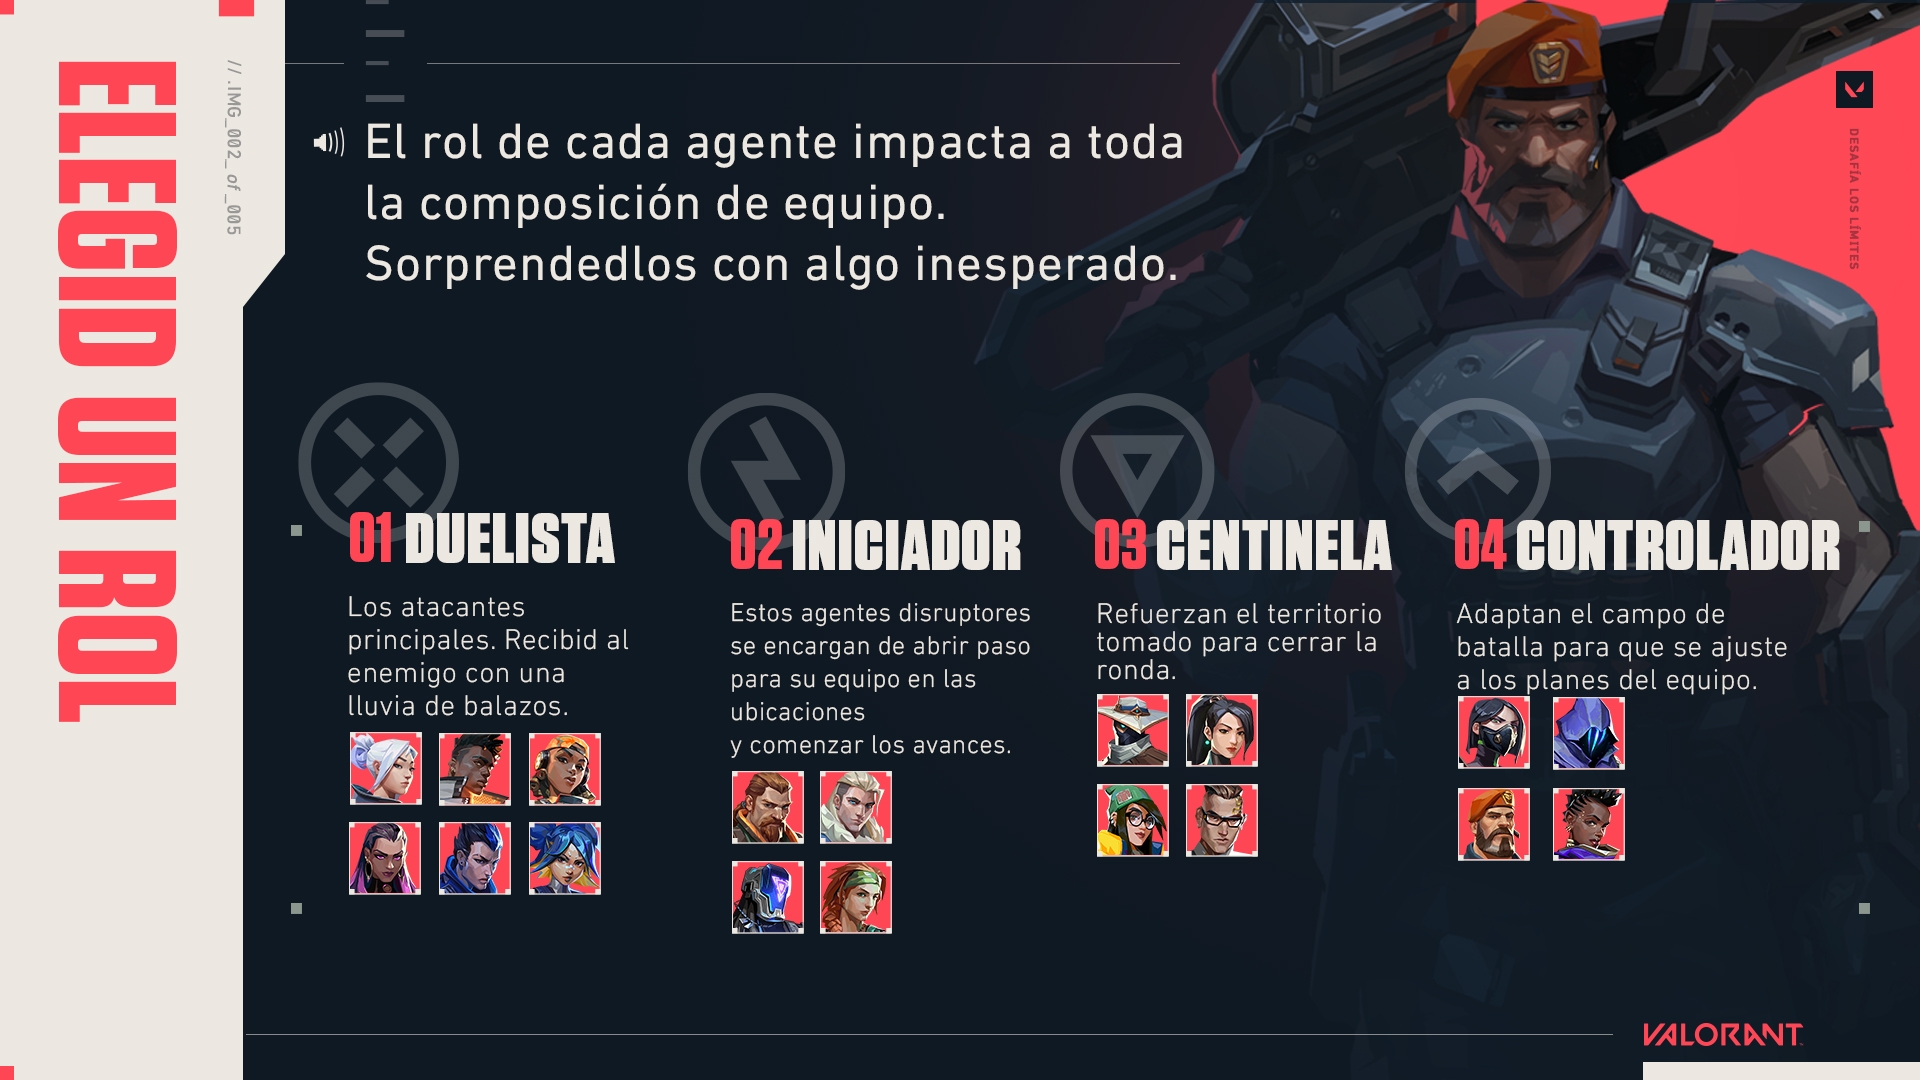 ELEGID UN ROL
// .IMG_002_ of _005
El rol de cada agente impacta a toda
la composición de equipo.
Sorprendedlos con algo inesperado.
DESAFÍA LOS LÍMITES
01 DUELISTA
Los atacantes
principales. Recibid al
enemigo con una
lluvia de balazos.
02 INICIADOR
Estos agentes disruptores
se encargan de abrir paso
para su equipo en las
ubicaciones
y comenzar los avances.
03 CENTINELA
Refuerzan el territorio
tomado para cerrar la
ronda.
04 CONTROLADOR
Adaptan el campo de
batalla para que se ajuste
a los planes del equipo.
VALORANT